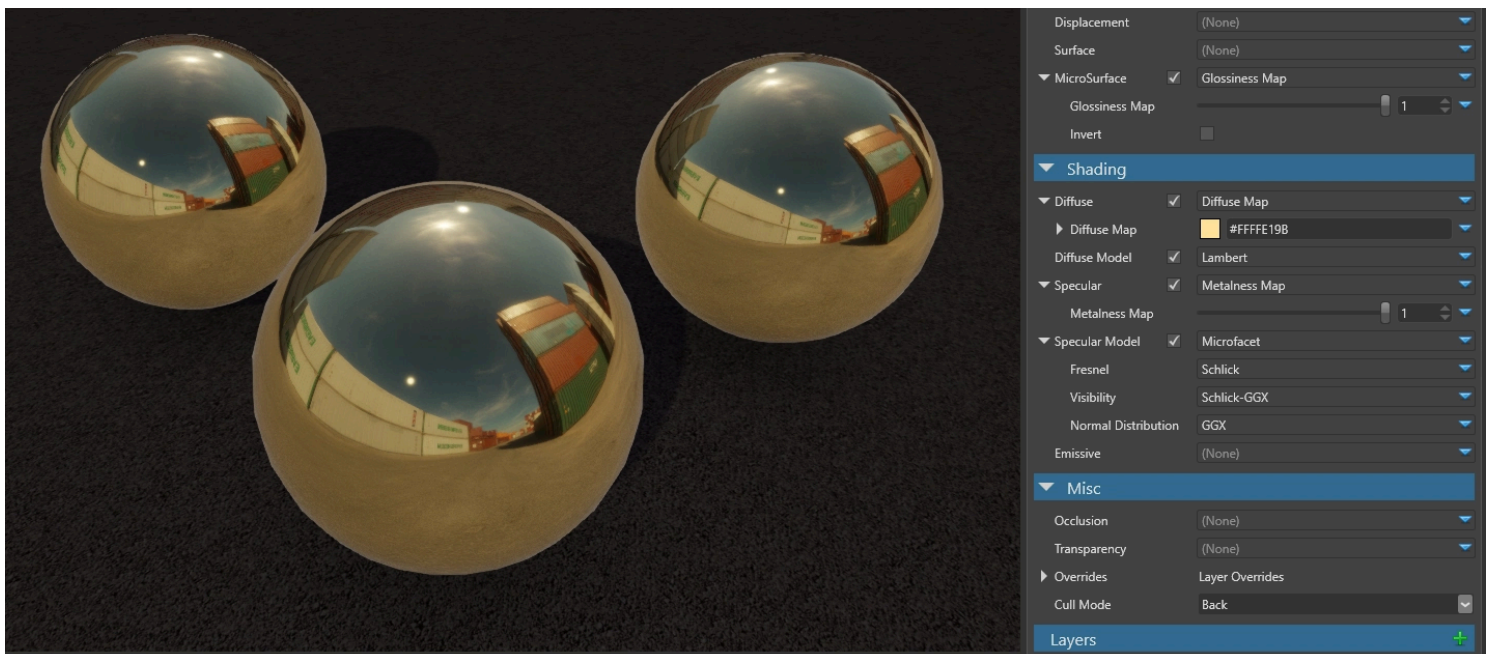 Displacement (None)
Surface (None)
MicroSurface Glossiness Map
Glossiness Map 1
Invert
Shading
Diffuse Diffuse Map
Diffuse Map #FFFFE19B
Diffuse Model Lambert
Specular Metalness Map
Metalness Map 1
Specular Model Microfacet
Fresnel Schlick
Visibility Schlick-GGX
Normal Distribution GGX
Emissive (None)
Misc
Occlusion (None)
Transparency (None)
Overrides Layer Overrides
Cull Mode Back
Layers